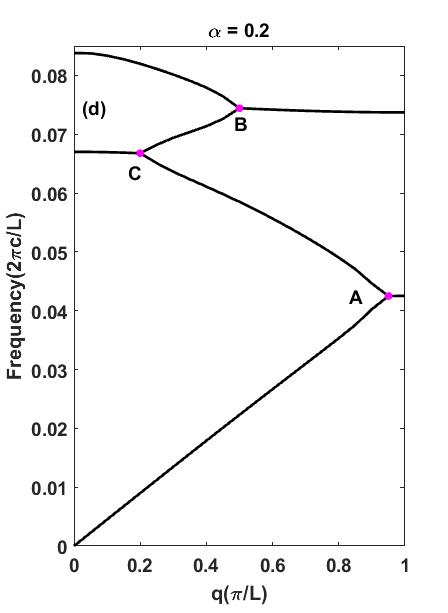 α = 0.2
0.08
(d)
B
0.07
C
0.06
0.05
A
0.04
0.03
0.02
0.01
0
Frequency(2πc/L)
0 0.2 0.4 0.6 0.8 1
q(π/L)